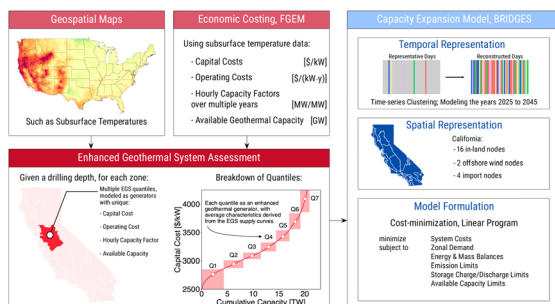 Geospatial Maps
Such as Subsurface Temperatures
Economic Costing, FGEM
Using subsurface temperature data:
- Capital Costs [$/kW]
- Operating Costs [$/(kW-y)]
- Hourly Capacity Factors
over multiple years [MW/MW]
- Available Geothermal Capacity [GW]
Enhanced Geothermal System Assessment
Given a drilling depth, for each zone:
Multiple EGS quantiles,
modeled as generators
with unique:
- Capital Cost
- Operating Cost
- Hourly Capacity Factor
- Available Capacity
Breakdown of Quantiles:
Each quantile as an enhanced
geothermal generator, with
average characteristics derived
from the EGS supply curves.
Q1
Q2
Q3
Q4
Q5
Q6
Q7
4000
3500
3000
2500
Capital Cost [$/kW]
0
5
10
15
20
Cumulative Capacity [TW]
Capacity Expansion Model, BRIDGES
Temporal Representation
Representative Days
Reconstructed Days
Time-series Clustering; Modeling the years 2025 to 2045
Spatial Representation
California:
- 16 in-land nodes
- 2 offshore wind nodes
- 4 import nodes
Model Formulation
Cost-minimization, Linear Program
minimize System Costs
subject to Zonal Demand
Energy & Mass Balances
Emission Limits
Storage Charge/Discharge Limits
Available Capacity Limits